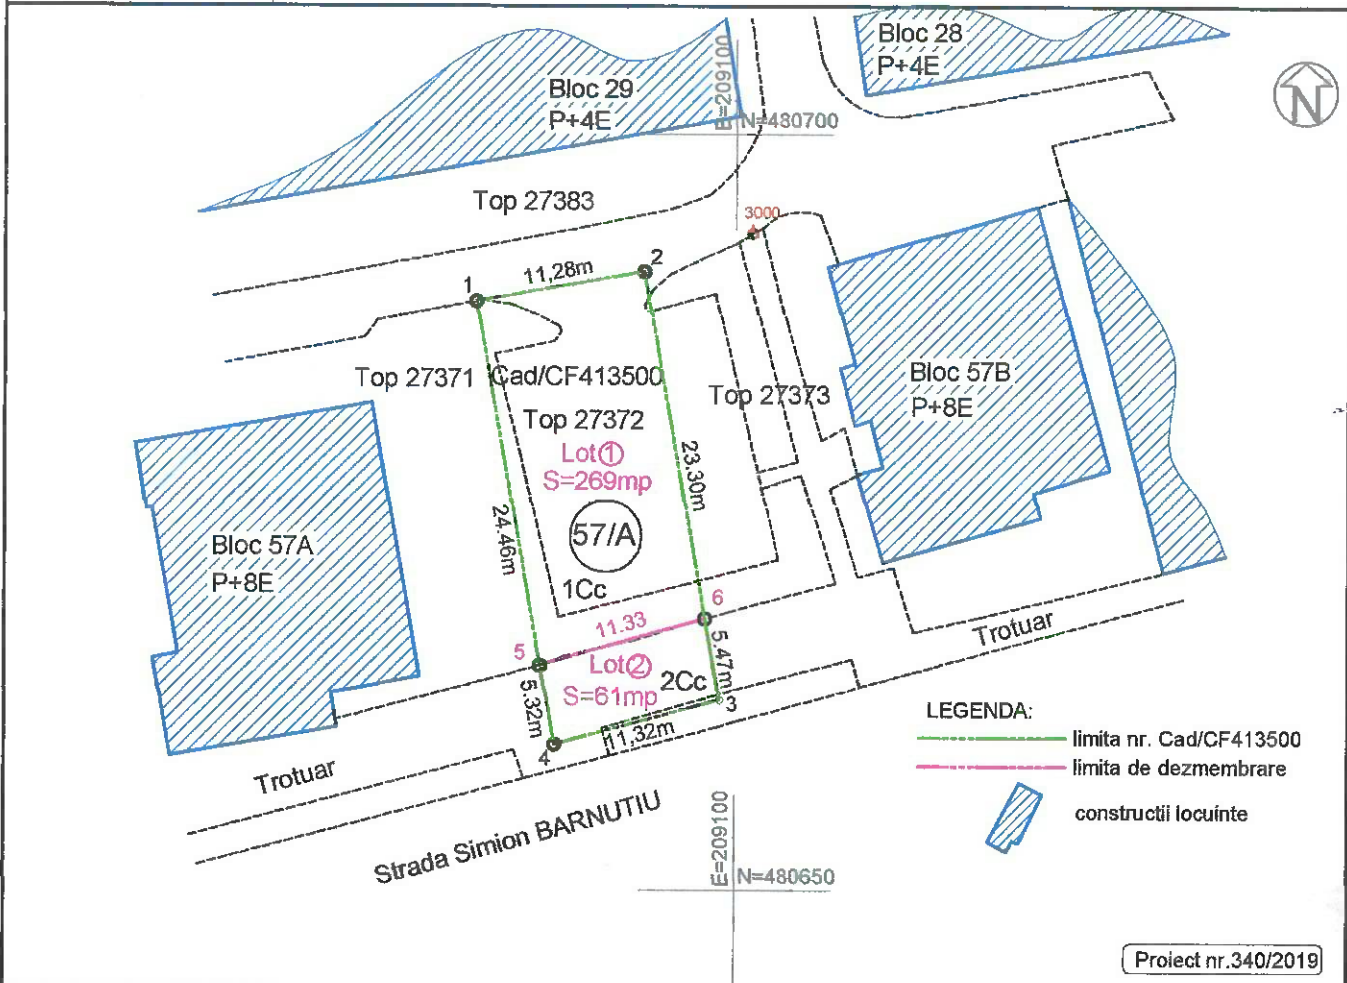 Bloc 28
P+4E
Bloc 29
P+4E
E=209100
N=480700
N
Top 27383
3000
1
11,28m
2
Top 27371
Cad/CF413500
Top 27372
Top 27373
Bloc 57B
P+8E
Lot①
S=269mp
23.30m
24.46m
57/A
Bloc 57A
P+8E
1Cc
6
11.33
5
Lot②
S=61mp
2Cc
5.47m
5.32m
3
11,32m
4
Trotuar
Trotuar
Strada Simion BARNUTIU
LEGENDA:
limita nr. Cad/CF413500
limita de dezmembrare
constructii locuinte
E=209100
N=480650
Proiect nr.340/2019